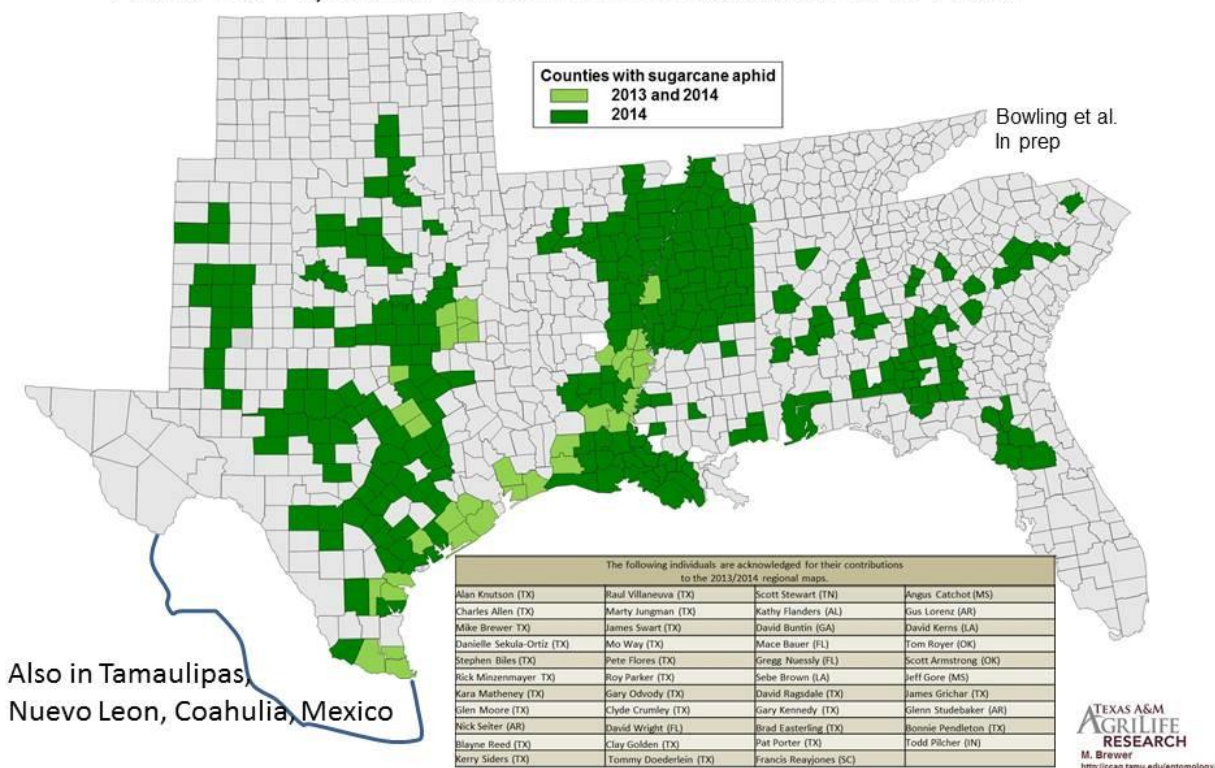 Counties with sugarcane aphid
2013 and 2014
2014
Bowling et al.
In prep
Also in Tamaulipas,
Nuevo Leon, Coahulia, Mexico
The following individuals are acknowledged for their contributions
to the 2013/2014 regional maps.
Alan Knutson (TX) Raul Villaneuva (TX) Scott Stewart (TN) Angus Catchot (MS)
Charles Allen (TX) Marty Jungman (TX) Kathy Flanders (AL) Gus Lorenz (AR)
Mike Brewer TX) James Swart (TX) David Buntin (GA) David Kerns (LA)
Danielle Sekula-Ortiz (TX) Mo Way (TX) Mace Bauer (FL) Tom Royer (OK)
Stephen Biles (TX) Pete Flores (TX) Gregg Nuessly (FL) Scott Armstrong (OK)
Rick Minzenmayer TX) Roy Parker (TX) Sebe Brown (LA) Jeff Gore (MS)
Kara Matheney (TX) Gary Odvody (TX) David Ragsdale (TX) James Grichar (TX)
Glen Moore (TX) Clyde Crumley (TX) Gary Kennedy (TX) Glenn Studebaker (AR)
Nick Seiter (AR) David Wright (FL) Brad Easterling (TX) Bonnie Pendleton (TX)
Blayne Reed (TX) Clay Golden (TX) Pat Porter (TX) Todd Pilcher (IN)
Kerry Siders (TX) Tommy Doederlein (TX) Francis Reayjones (SC)
TEXAS A&M
AGRILIFE
RESEARCH
M. Brewer